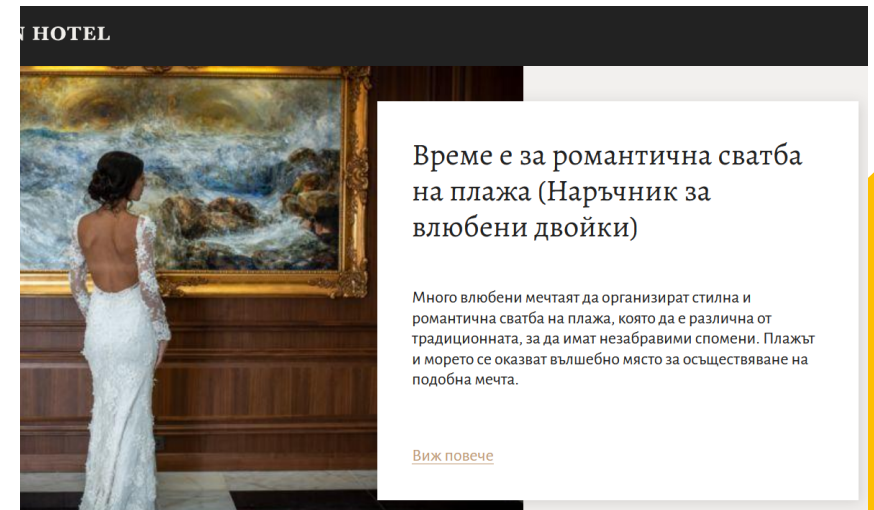 HOTEL
Време е за романтична сватба
на плажа (Наръчник за
влюбени двойки)
Много влюбени мечтаят да организират стилна и
романтична сватба на плажа, която да е различна от
традиционната, за да имат незабравими спомени. Плажът
и морето се оказват вълшебно място за осъществяване на
подобна мечта.
Виж повече